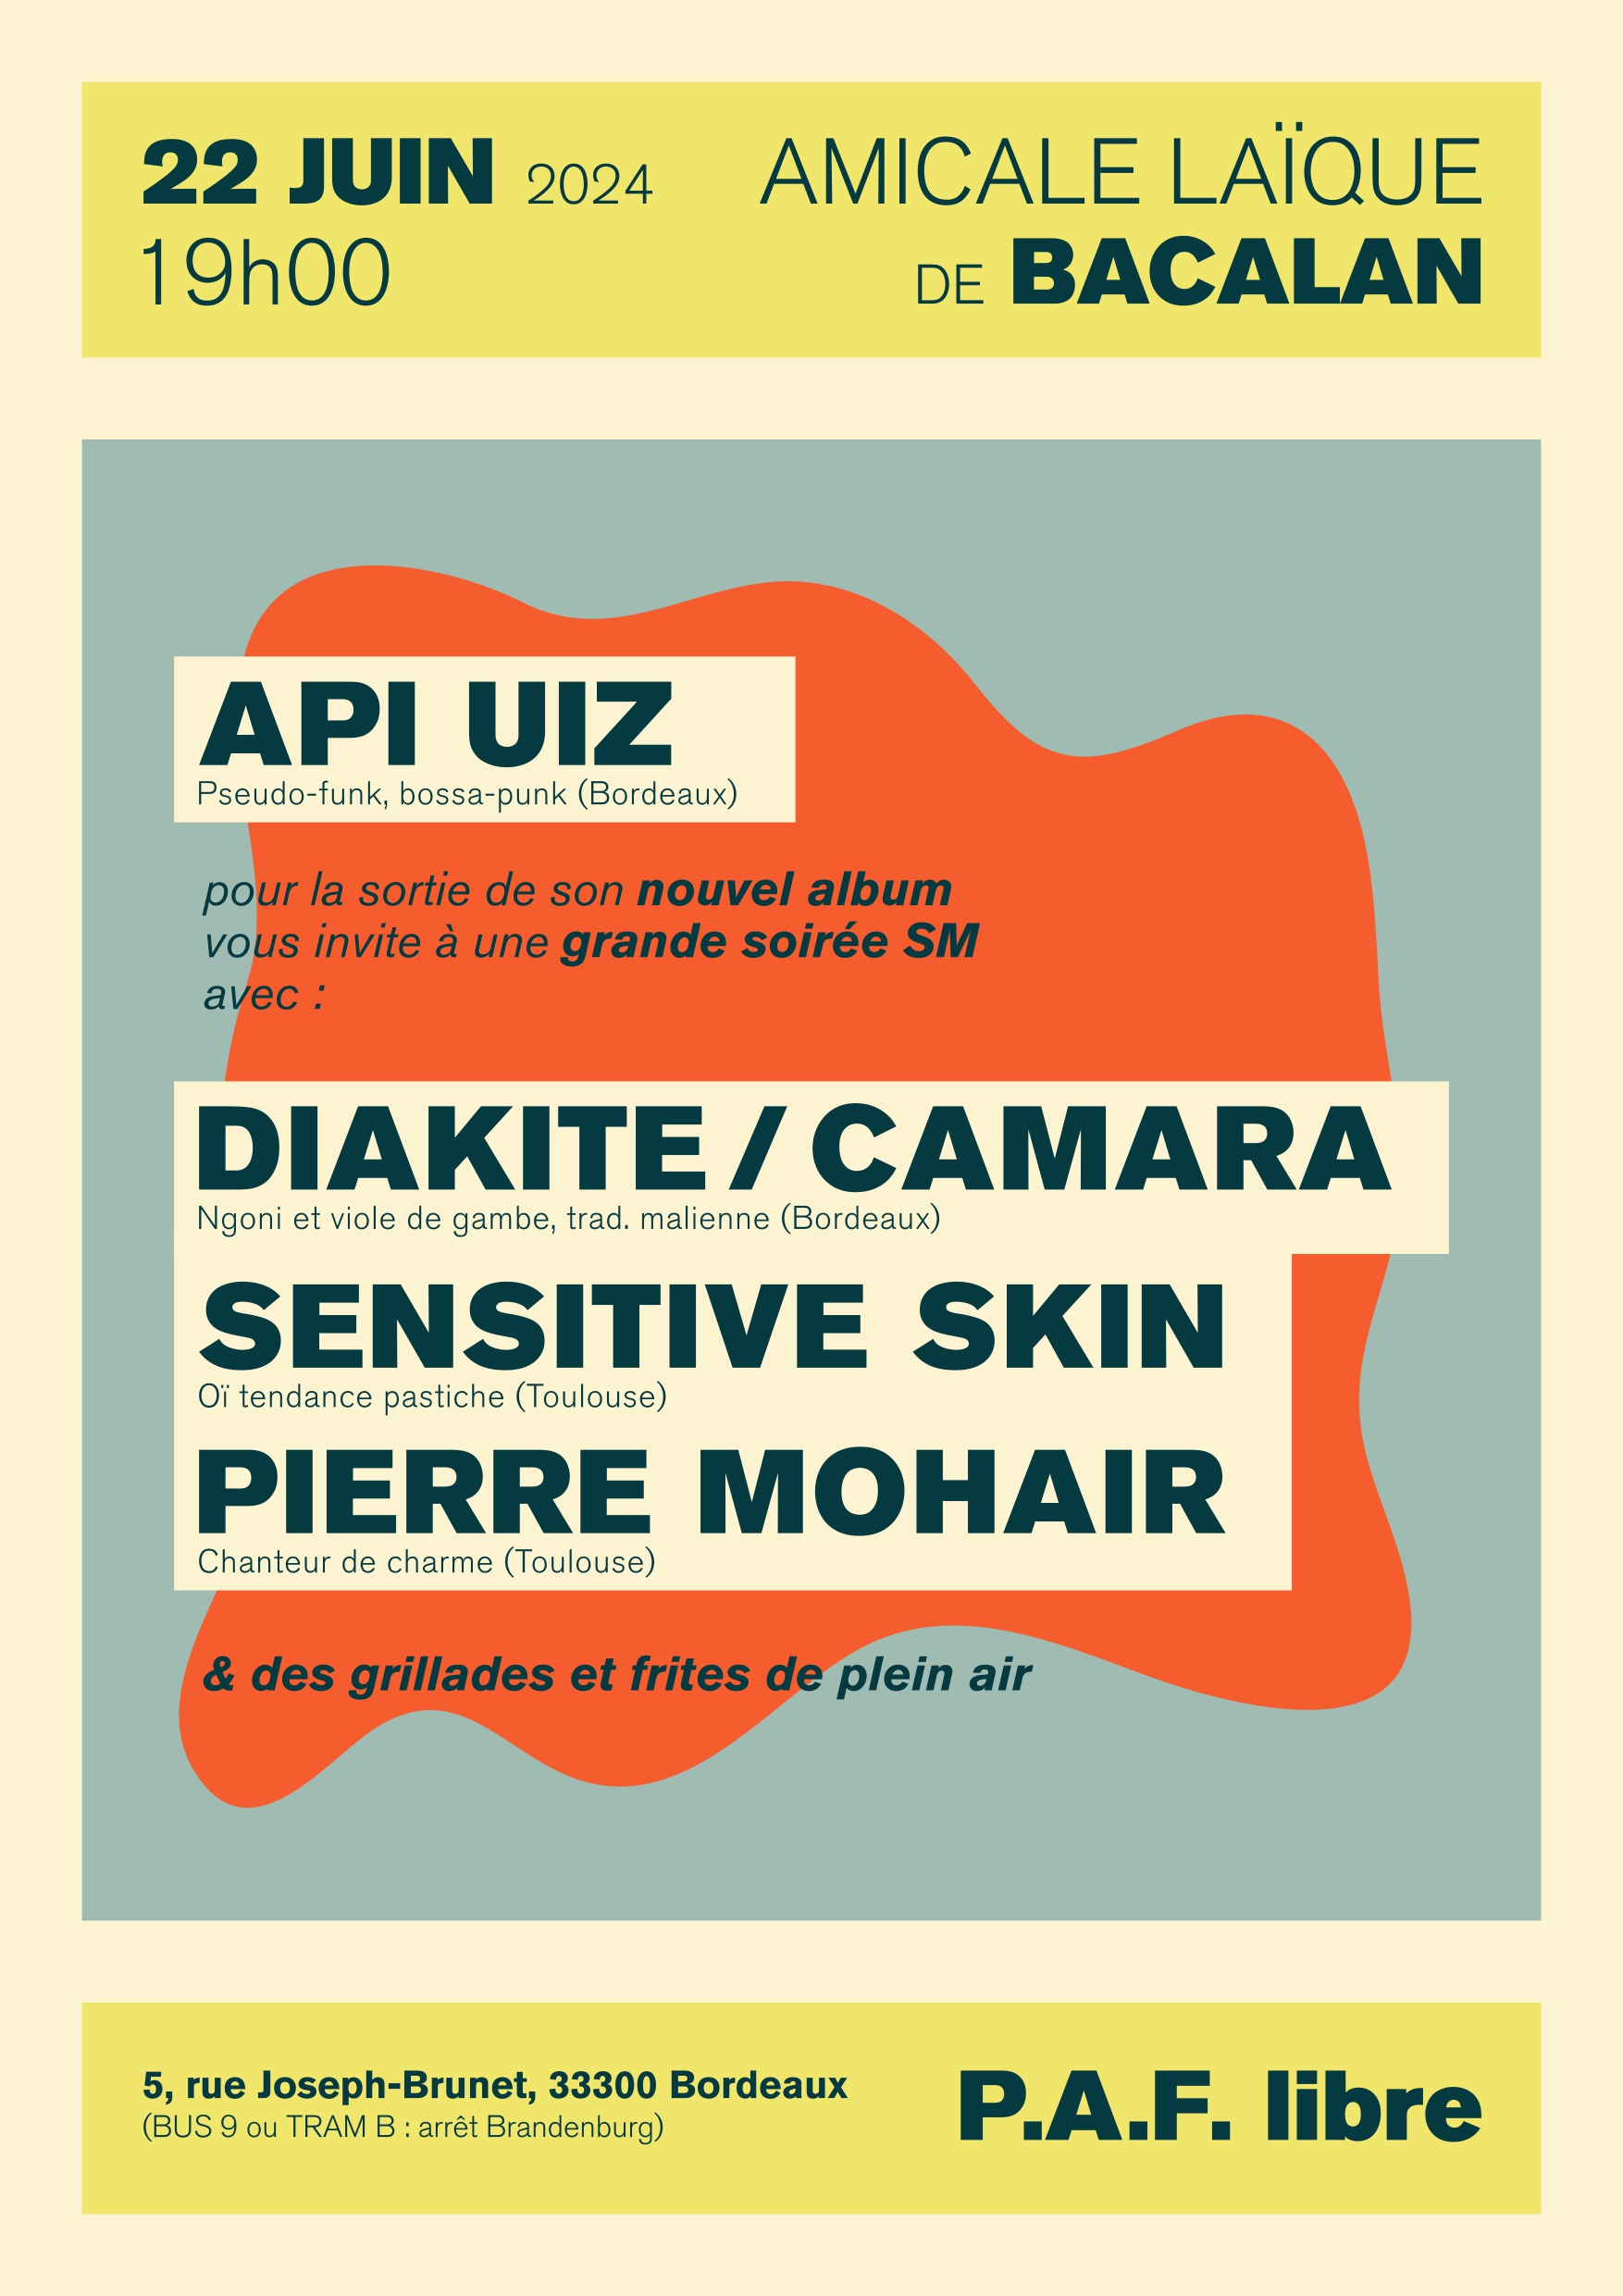 22 JUIN 2024
19h00
AMICALE LAÏQUE
DE BACALAN
API UIZ
Pseudo-funk, bossa-punk (Bordeaux)
pour la sortie de son nouvel album
vous invite à une grande soirée SM
avec :
DIAKITE / CAMARA
Ngoni et viole de gambe, trad. malienne (Bordeaux)
SENSITIVE SKIN
Oï tendance pastiche (Toulouse)
PIERRE MOHAIR
Chanteur de charme (Toulouse)
& des grillades et frites de plein air
5, rue Joseph-Brunet, 33300 Bordeaux
(BUS 9 ou TRAM B : arrêt Brandenburg)
P.A.F. libre